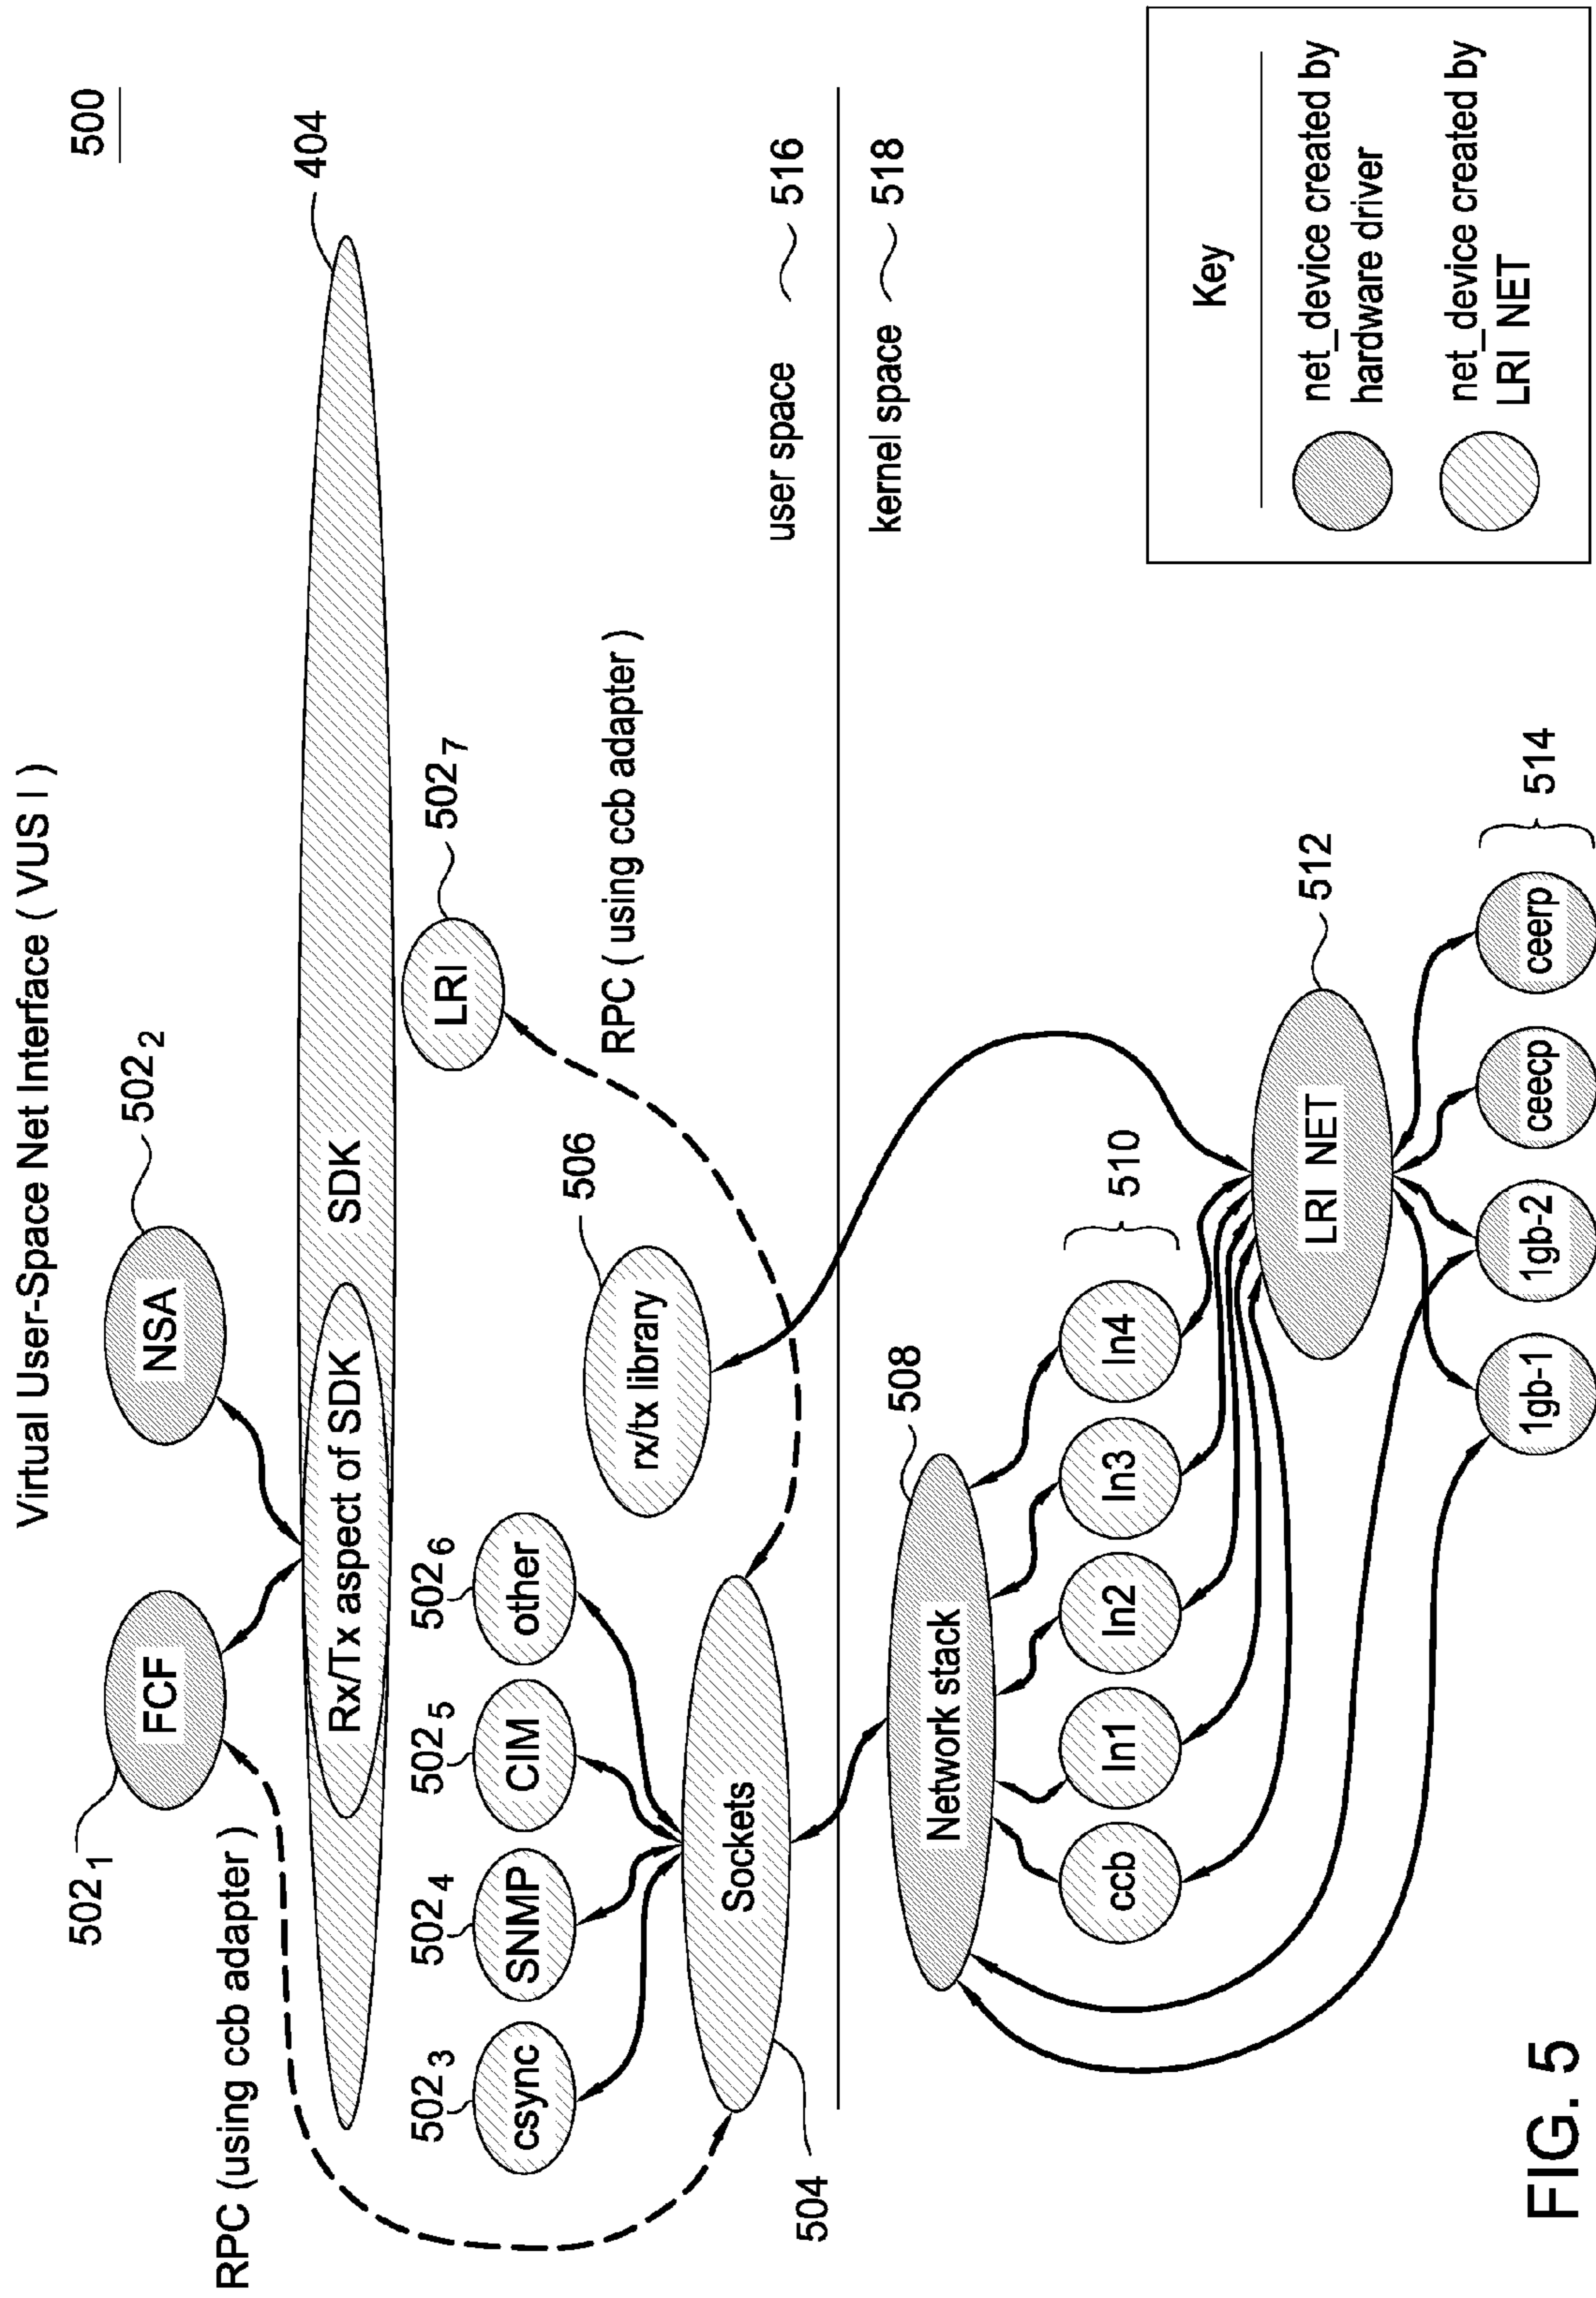 Virtual User-Space Net Interface ( VUS I )
500
502 1
FCF
502 2
NSA
RPC (using ccb adapter )
404
Rx/Tx aspect of SDK
SDK
502 3
502 4
502 5
502 6
502 7
csync
SNMP
CIM
other
LRI
506
rx/tx library
RPC ( using ccb adapter )
504
Sockets
user space
516
kernel space
518
508
Network stack
ccb
ln1
ln2
ln3
ln4
510
512
LRI NET
1gb-1
1gb-2
ceecp
ceerp
514
Key
net_device created by
hardware driver
net_device created by
LRI NET
FIG. 5